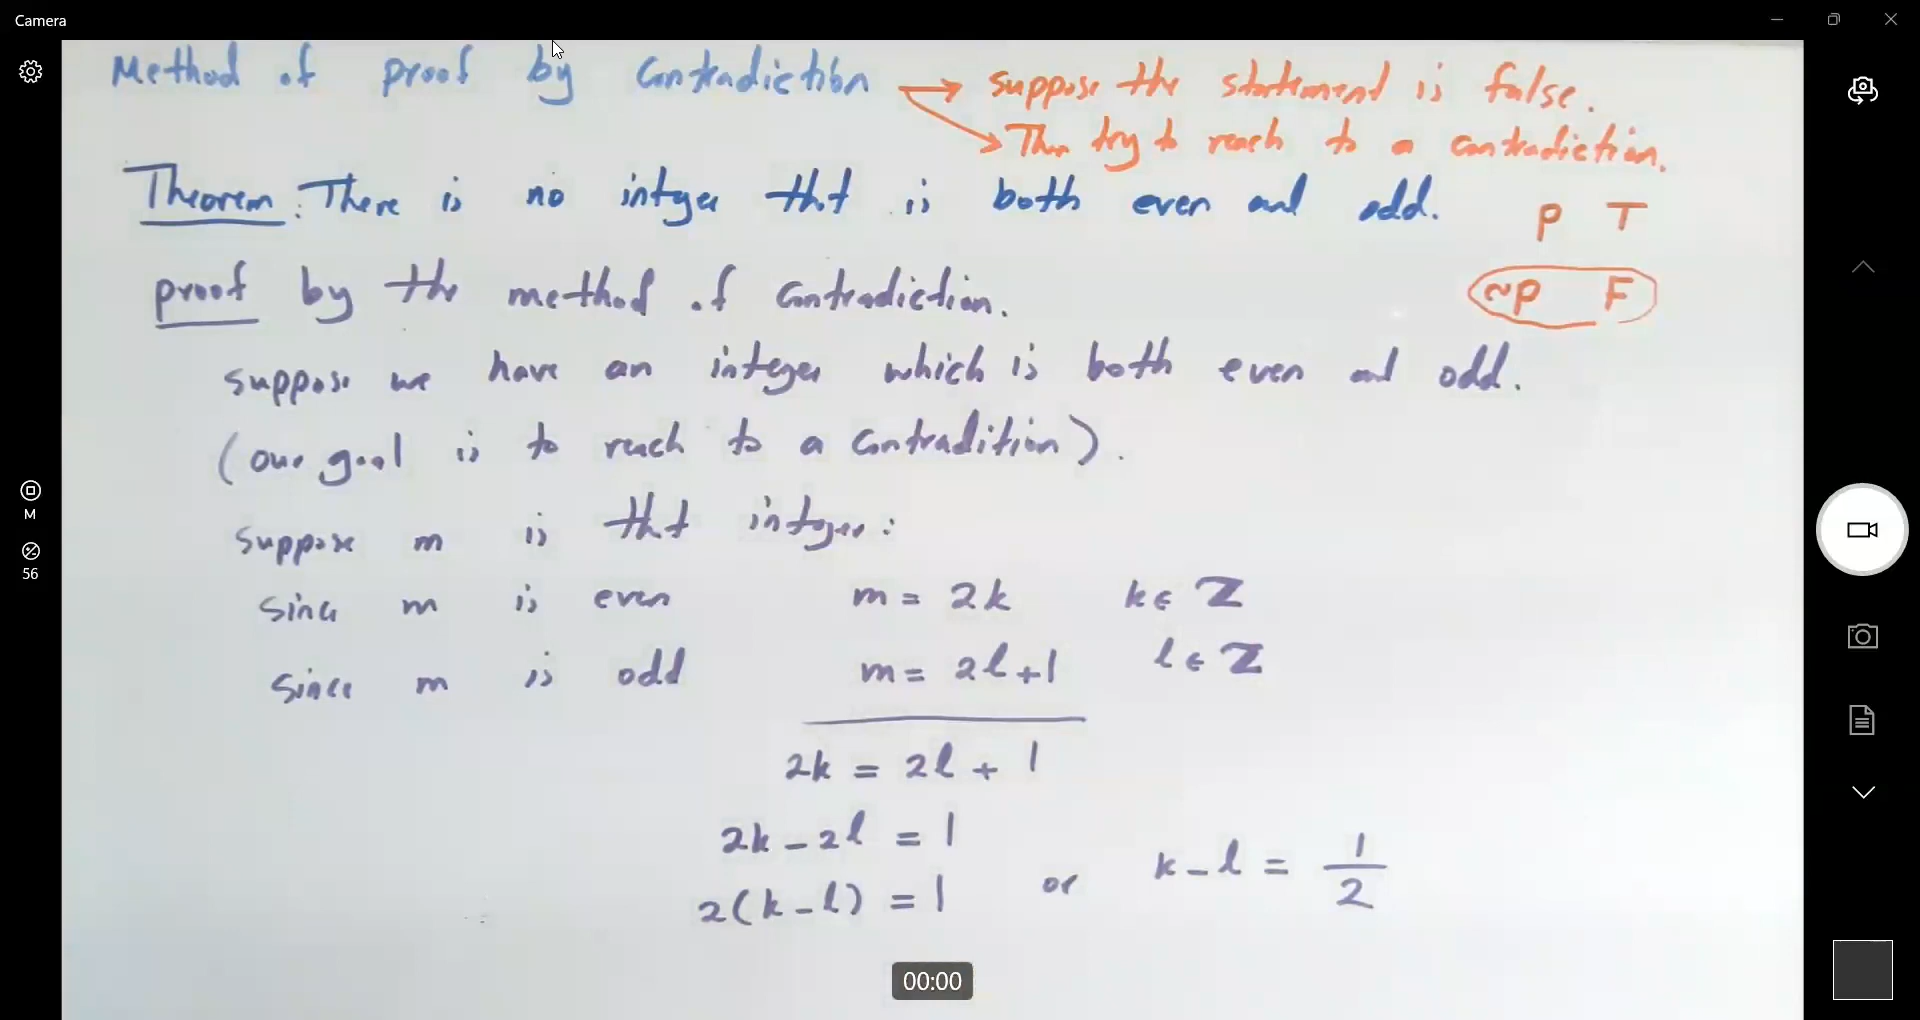 Camera
Method of proof by Contradiction → suppose the statement is false.
→ Then try to reach to a contradiction.
Theorem: There is no integer that is both even and odd.
P T
~P F
proof by the method of Contradiction.
suppose we have an integer which is both even and odd.
(our goal is to reach to a Contradition).
suppose m is that integer:
since m is even m = 2k k ∈ ℤ
since m is odd m = 2l+1 l ∈ ℤ
2k = 2l + 1
2k - 2l = 1
2(k-l) = 1 or k-l = 1/2
M
56
00:00